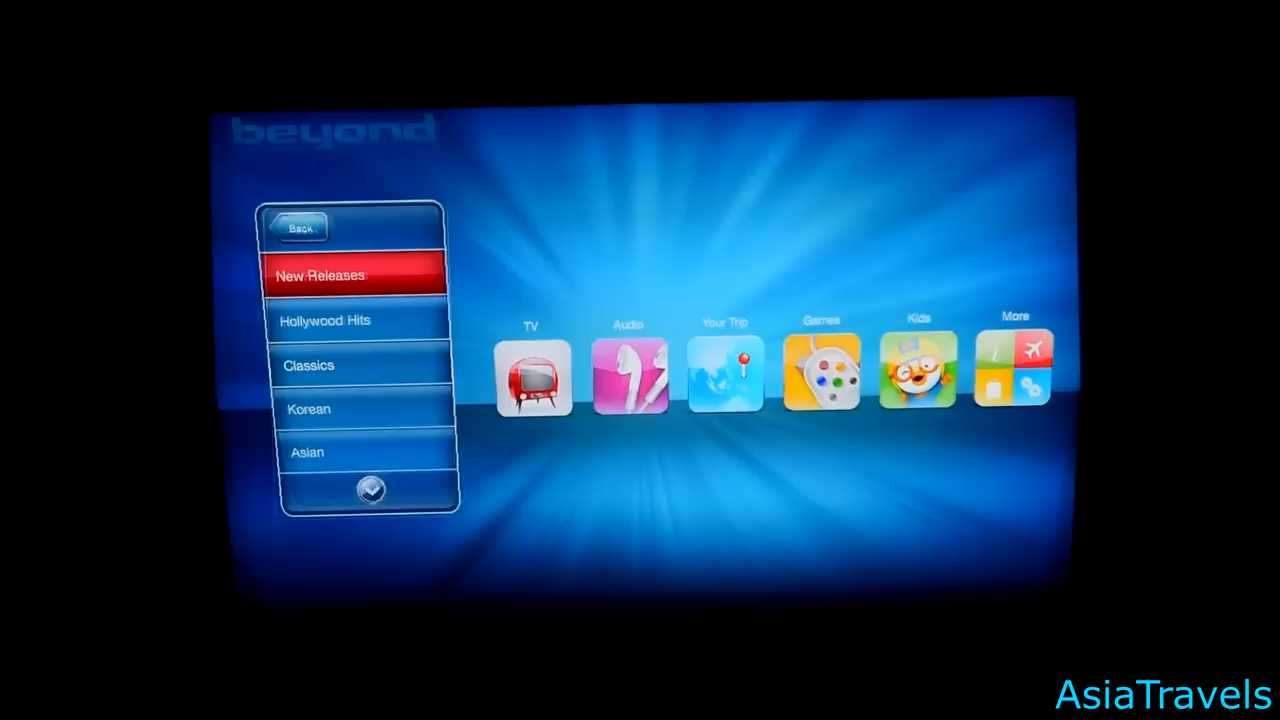 beyond
Back
New Releases
Hollywood Hits
Classics
Korean
Asian
TV
Audio
Your Trip
Games
Kids
More
AsiaTravels